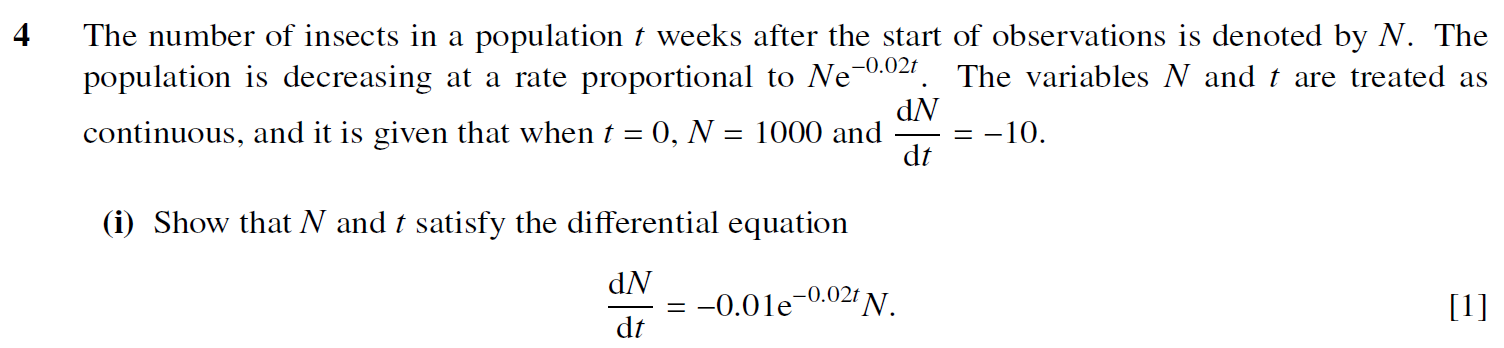 4 The number of insects in a population t weeks after the start of observations is denoted by N. The
population is decreasing at a rate proportional to Ne^{−0.02t}. The variables N and t are treated as
continuous, and it is given that when t = 0, N = 1000 and \frac{dN}{dt} = −10.
(i) Show that N and t satisfy the differential equation
\frac{dN}{dt} = −0.01e^{−0.02t}N. [1]